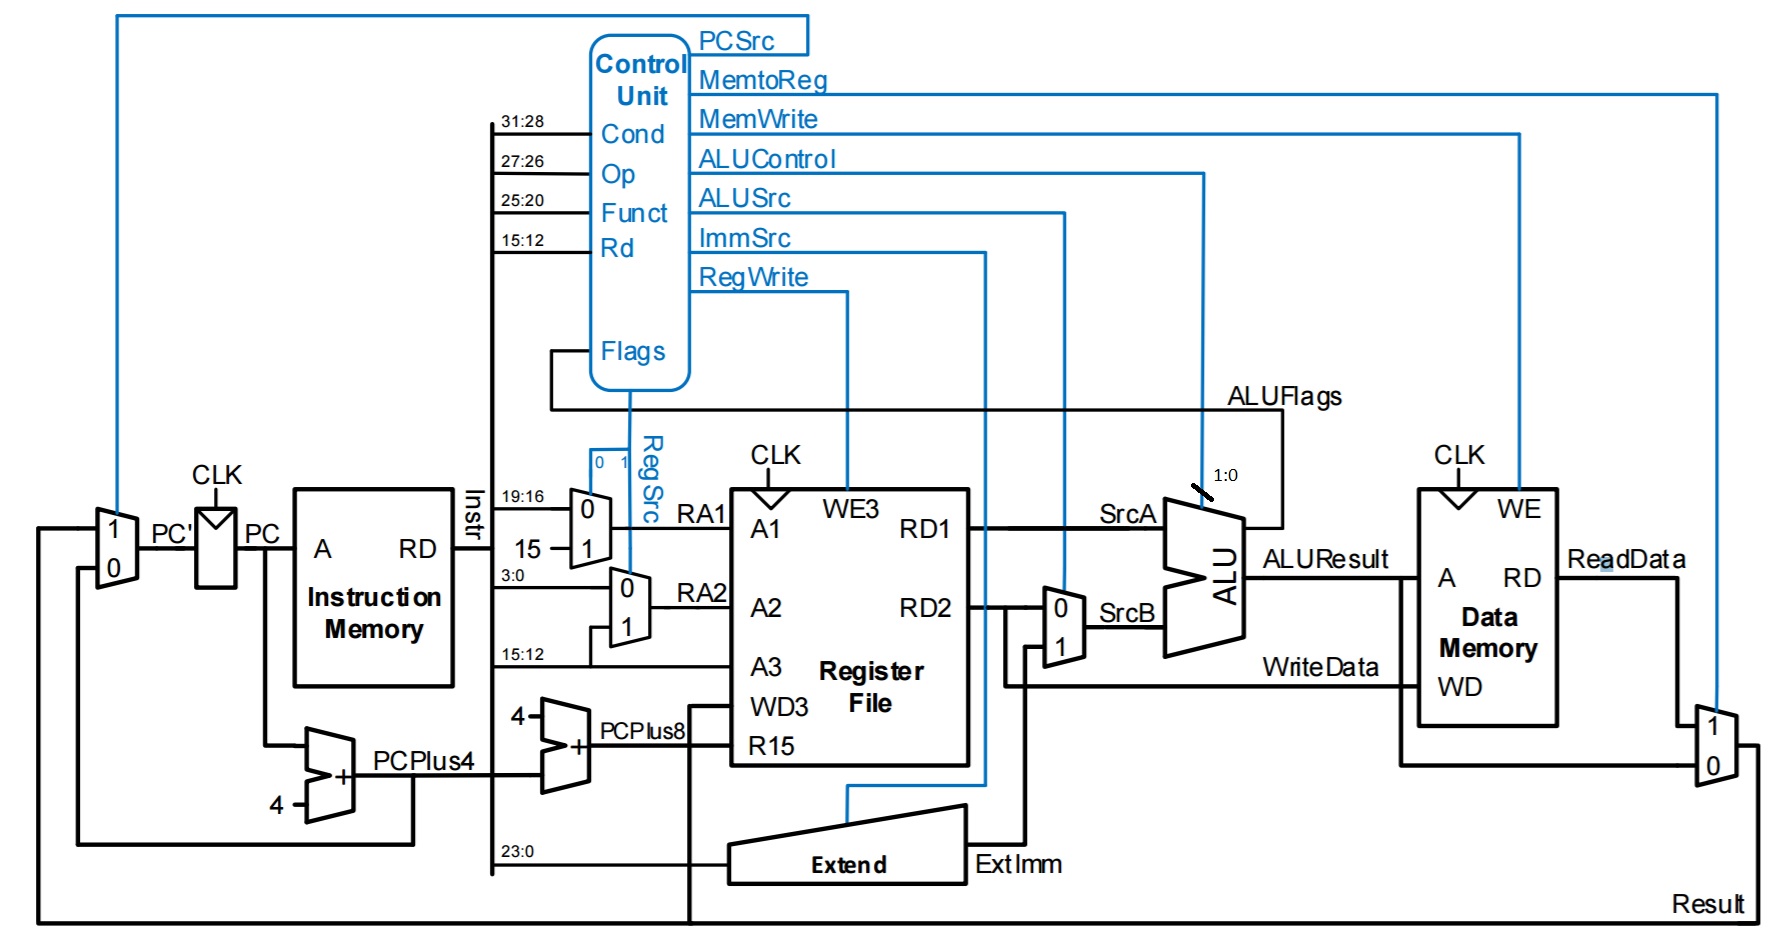 PCSrc
Control
Unit
MemtoReg
MemWrite
ALUControl
ALUSrc
ImmSrc
RegWrite
31:28
Cond
27:26
Op
25:20
Funct
15:12
Rd
Flags
ALUFlags
RegSrc
0 1
CLK
CLK
CLK
1:0
Instr
19:16
0
15
1
RA1
A1
WE3
RD1
SrcA
WE
1
0
PC'
PC
A
RD
Instruction
Memory
3:0
0
1
RA2
A2
RD2
0
1
SrcB
ALU
ALUResult
A
RD
ReadData
Data
Memory
15:12
A3
Register
File
WriteData
WD
4
+
PCPlus8
WD3
R15
1
0
PCPlus4
+
4
23:0
Extend
ExtImm
Result